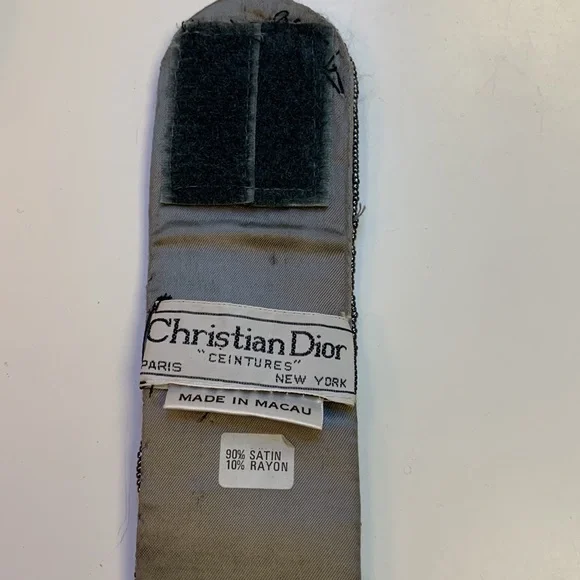 Christian Dior
"CEINTURES"
PARIS NEW YORK
MADE IN MACAU
90% SATIN
10% RAYON